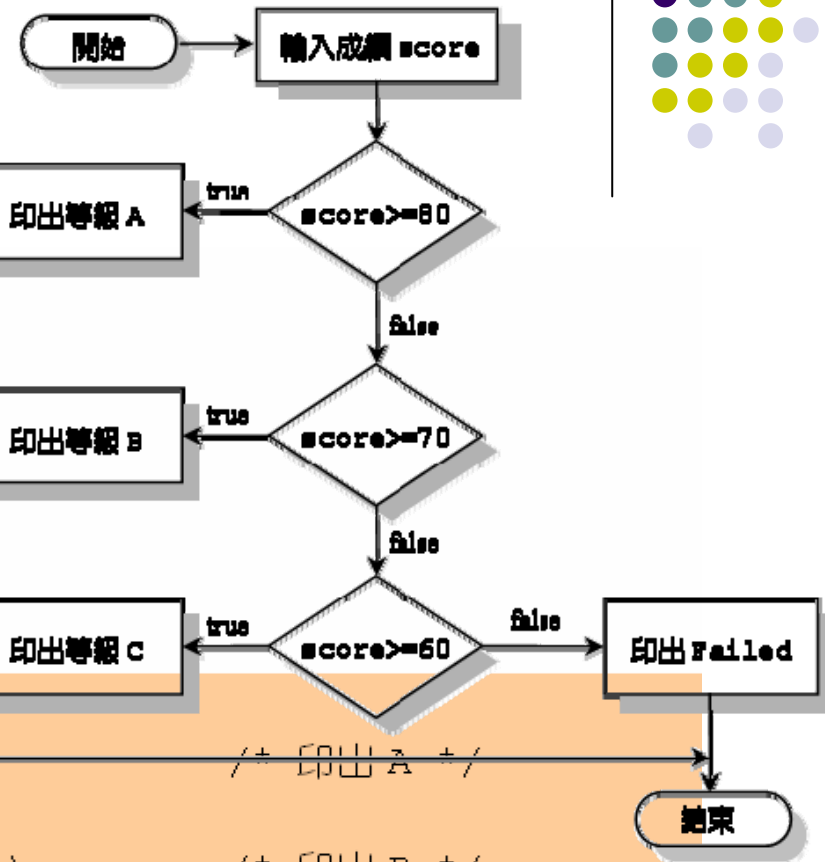 開始
輸入成績 score
true
score>=80
印出等級 A
false
true
score>=70
印出等級 B
false
true
score>=60
false
印出等級 C
印出 Failed
/* 印出 A */
結束
/* 印出 B */